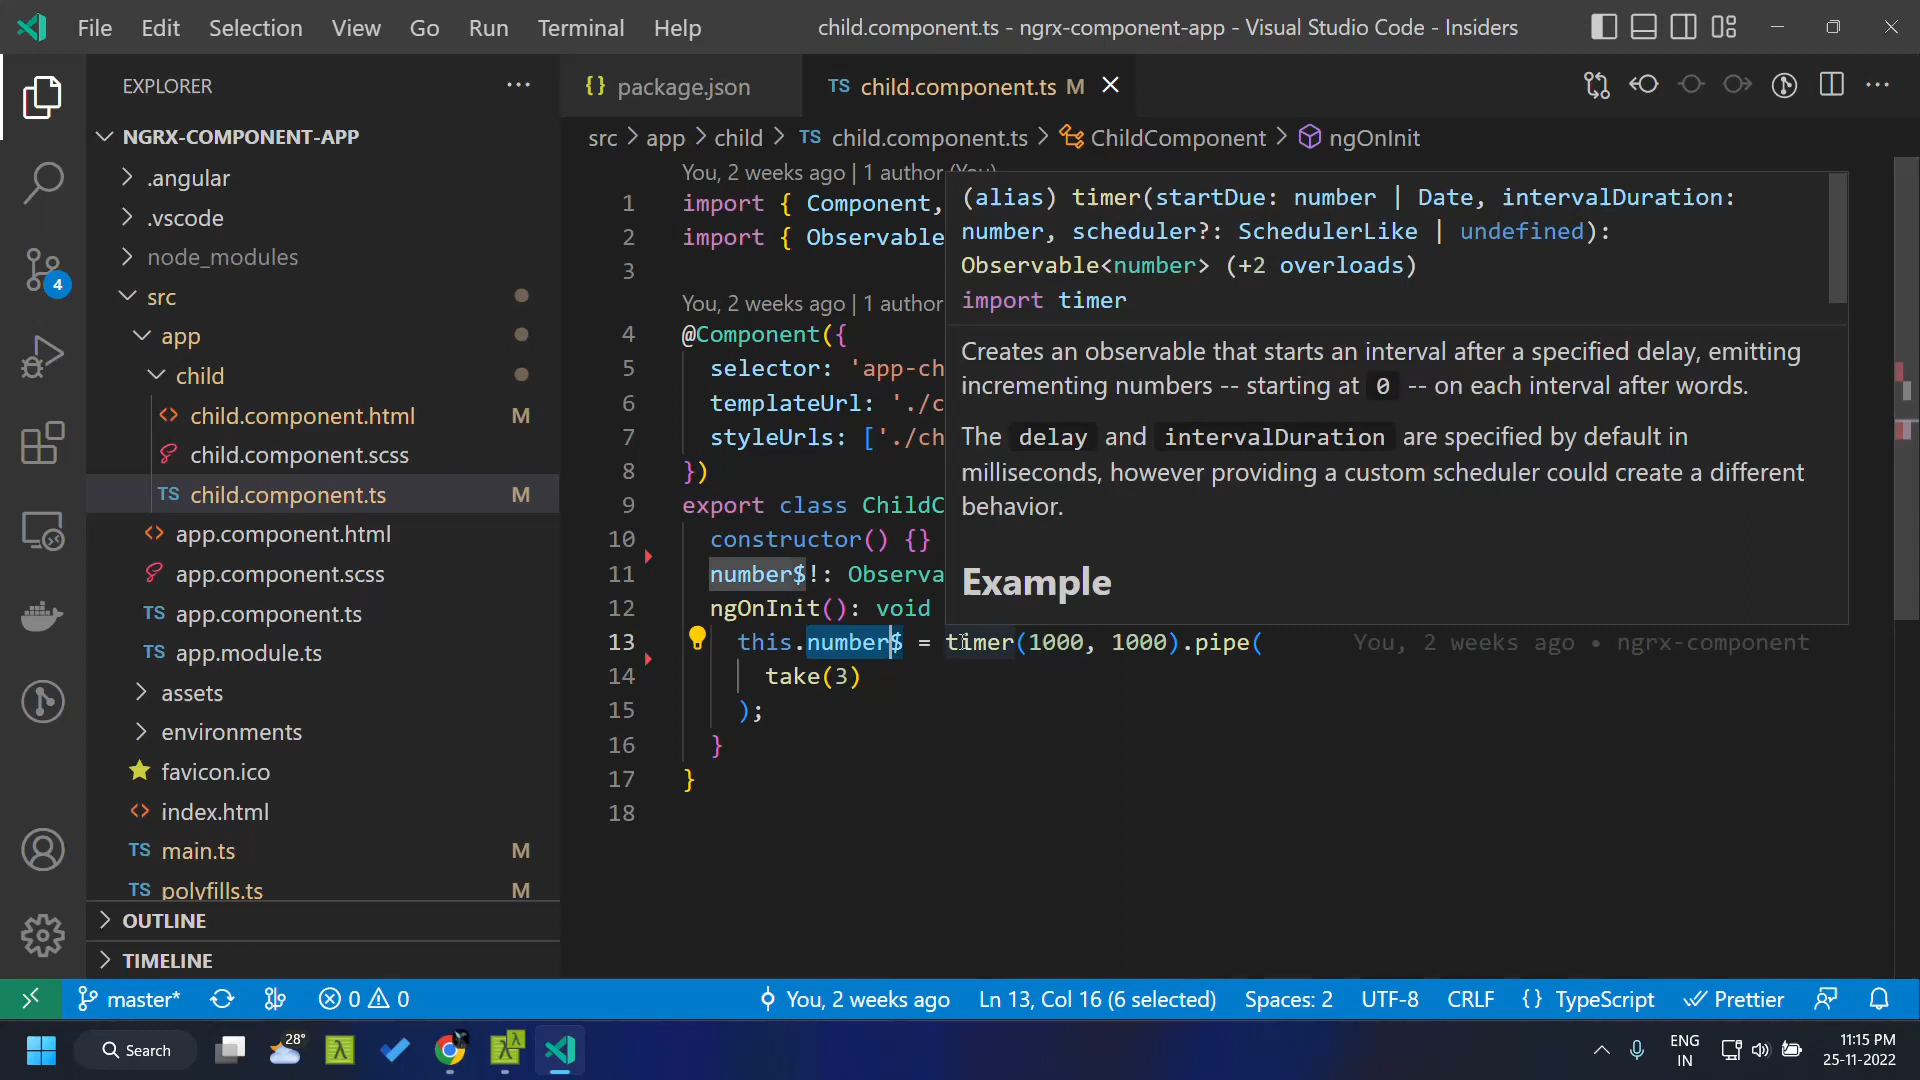 File Edit Selection View Go Run Terminal Help
child.component.ts - ngrx-component-app - Visual Studio Code - Insiders
EXPLORER
{} package.json
TS child.component.ts M
src > app > child > TS child.component.ts > ChildComponent > ngOnInit
NGRX-COMPONENT-APP
.angular
.vscode
node_modules
src
app
child
child.component.html M
child.component.scss
TS child.component.ts M
app.component.html
app.component.scss
TS app.component.ts
TS app.module.ts
assets
environments
favicon.ico
index.html
TS main.ts M
TS polyfills.ts M
OUTLINE
TIMELINE
4
You, 2 weeks ago | 1 author (You)
1 import { Component,
2 import { Observable
3
You, 2 weeks ago | 1 author
4 @Component({
5 selector: 'app-ch
6 templateUrl: './c
7 styleUrls: ['./ch
8 })
9 export class ChildC
10 constructor() {}
11 number$!: Observa
12 ngOnInit(): void
13 this.number$ = timer(1000, 1000).pipe( You, 2 weeks ago • ngrx-component
14 take(3)
15 );
16 }
17 }
18
(alias) timer(startDue: number | Date, intervalDuration:
number, scheduler?: SchedulerLike | undefined):
Observable<number> (+2 overloads)
import timer
Creates an observable that starts an interval after a specified delay, emitting
incrementing numbers -- starting at 0 -- on each interval after words.
The delay and intervalDuration are specified by default in
milliseconds, however providing a custom scheduler could create a different
behavior.
Example
master* 0 0 You, 2 weeks ago Ln 13, Col 16 (6 selected) Spaces: 2 UTF-8 CRLF {} TypeScript Prettier
Search
28°
ENG
IN
11:15 PM
25-11-2022